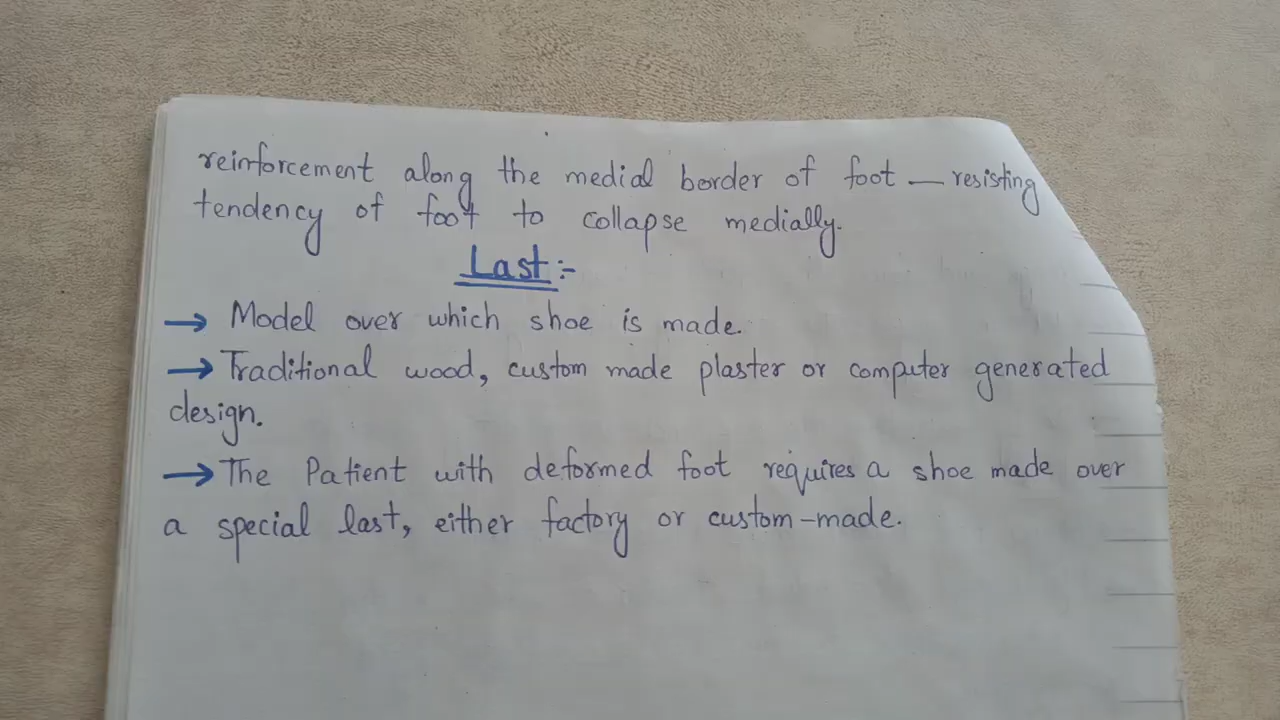 reinforcement along the medial border of foot — resisting
tendency of foot to collapse medially.
Last:-
→ Model over which shoe is made.
→ Traditional wood, custom made plaster or computer generated
design.
→ The Patient with deformed foot requires a shoe made over
a special last, either factory or custom-made.